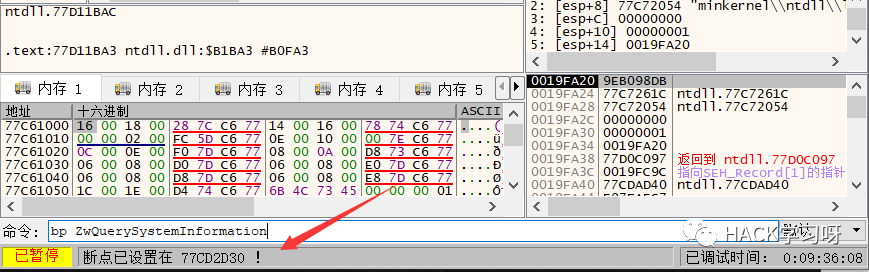 ntdll.77D11BAC
.text:77D11BA3 ntdll.dll:$B1BA3 #B0FA3
2: [esp+8] 77C72054 "minkernel\\ntdll\\l
3: [esp+C] 00000000
4: [esp+10] 00000001
5: [esp+14] 0019FA20
内存 1 内存 2 内存 3 内存 4 内存 5
地址 十六进制 ASCII
77C61000 16 00 18 00 28 7C C6 77 14 00 16 00 78 74 C6 77 ....(
77C61010 00 00 02 00 FC 5D C6 77 0E 00 10 00 00 7E C6 77 ....ü
77C61020 0C 00 0E 00 F0 7D C6 77 08 00 0A 00 D8 73 C6 77 ....ð
77C61030 06 00 08 00 D0 7D C6 77 06 00 08 00 E0 7D C6 77 ....Ð
77C61040 06 00 08 00 D8 7D C6 77 06 00 08 00 E8 7D C6 77 ....Ø
77C61050 1C 00 1E 00 D4 74 C6 77 6B 4C 73 45 00 00 00 01
0019FA20 9EB098DB
0019FA24 77C7261C ntdll.77C7261C
0019FA28 77C72054 ntdll.77C72054
0019FA2C 00000000
0019FA30 00000001
0019FA34 0019FA20
0019FA38 77D0C097 返回到 ntdll.77D0C097
0019FA3C 0019FC9C 指向SEH_Record[1]的指针
0019FA40 77CDAD40 ntdll.77CDAD40
命令: bp ZwQuerySystemInformation 默认
HACK学习呀
已暂停 断点已设置在 77CD2D30 ! 已调试时间: 0:09:36:08